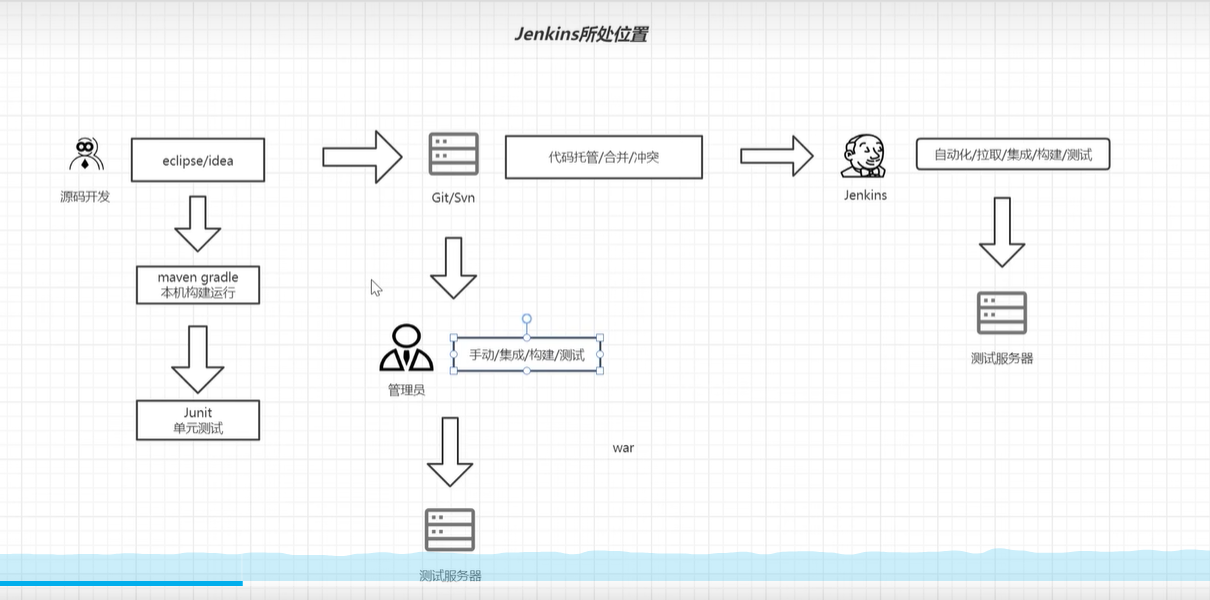 Jenkins所处位置
eclipse/idea
代码托管/合并/冲突
自动化/拉取/集成/构建/测试
源码开发
Git/Svn
Jenkins
maven gradle
本机构建运行
手动/集成/构建/测试
测试服务器
管理员
Junit
单元测试
war
测试服务器